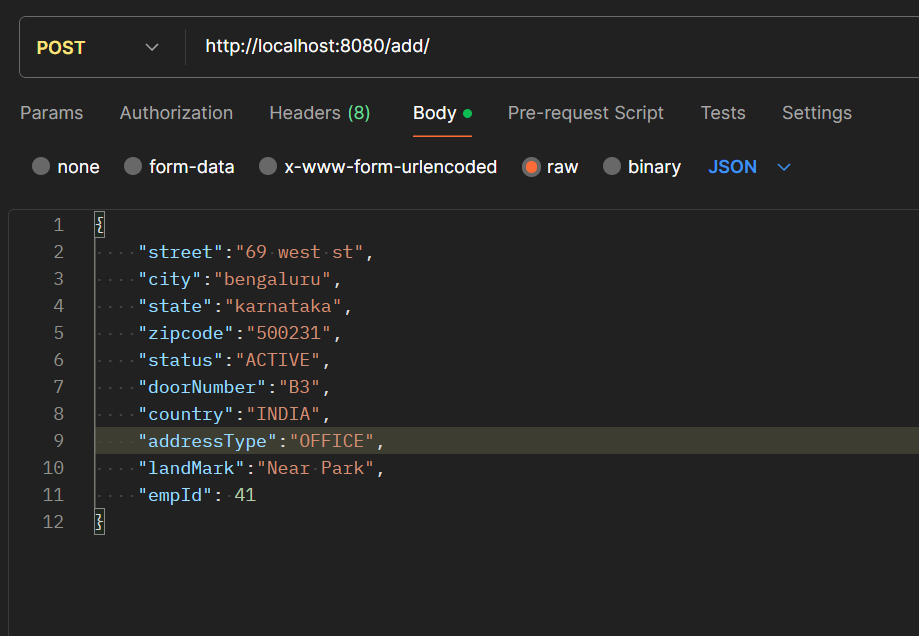 POST http://localhost:8080/add/
Params Authorization Headers (8) Body Pre-request Script Tests Settings
none form-data x-www-form-urlencoded raw binary JSON
1 {
2 "street":"69 west st",
3 "city":"bengaluru",
4 "state":"karnataka",
5 "zipcode":"500231",
6 "status":"ACTIVE",
7 "doorNumber":"B3",
8 "country":"INDIA",
9 "addressType":"OFFICE",
10 "landMark":"Near Park",
11 "empId": 41
12 }